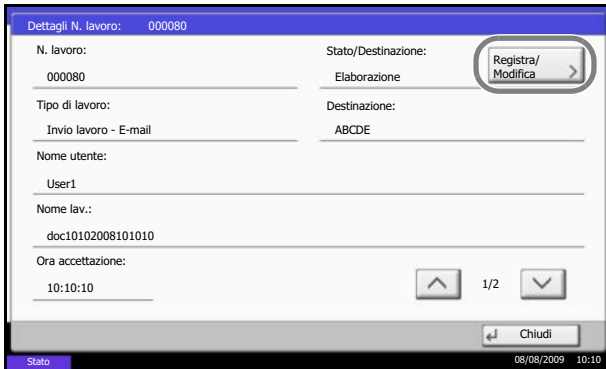 Dettagli N. lavoro: 000080
N. lavoro:
000080
Stato/Destinazione:
Elaborazione
Registra/
Modifica
Tipo di lavoro:
Invio lavoro - E-mail
Destinazione:
ABCDE
Nome utente:
User1
Nome lav.:
doc10102008101010
Ora accettazione:
10:10:10
1/2
Chiudi
Stato
08/08/2009 10:10